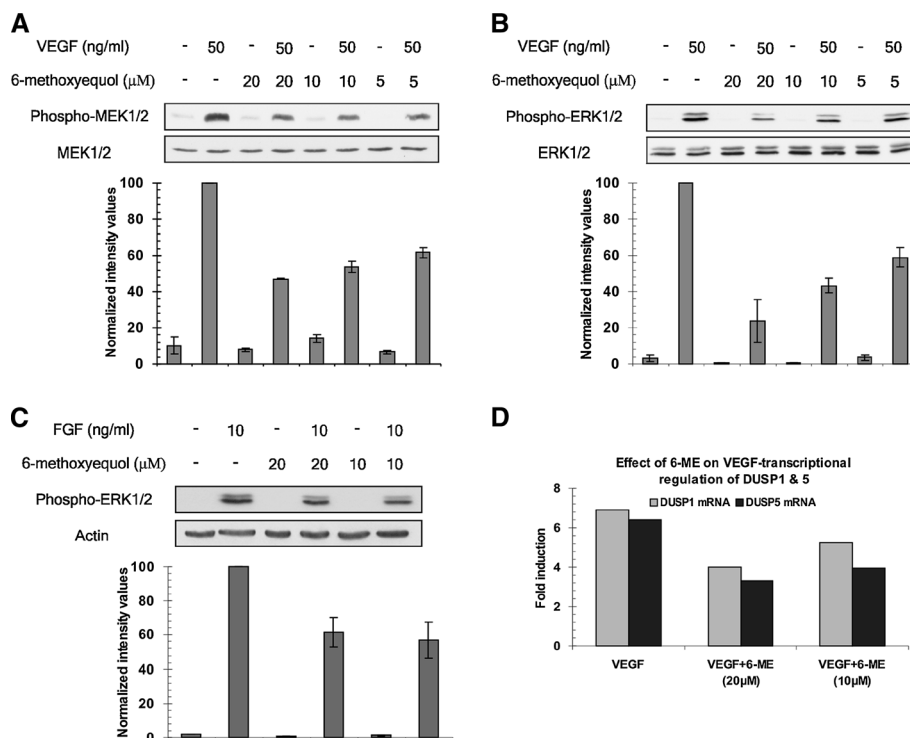 A
VEGF (ng/ml) - 50 - 50 - 50 - 50
6-methoxyequol (μM) - - 20 20 10 10 5 5
Phospho-MEK1/2
MEK1/2
Normalized intensity values
100
80
60
40
20
0
B
VEGF (ng/ml) - 50 - 50 - 50 - 50
6-methoxyequol (μM) - - 20 20 10 10 5 5
Phospho-ERK1/2
ERK1/2
Normalized intensity values
100
80
60
40
20
0
C
FGF (ng/ml) - 10 - 10 - 10
6-methoxyequol (μM) - - 20 20 10 10
Phospho-ERK1/2
Actin
Normalized intensity values
100
80
60
40
20
0
D
Effect of 6-ME on VEGF-transcriptional
regulation of DUSP1 & 5
DUSP1 mRNA DUSP5 mRNA
Fold induction
8
6
4
2
0
VEGF VEGF+6-ME VEGF+6-ME
(20μM) (10μM)